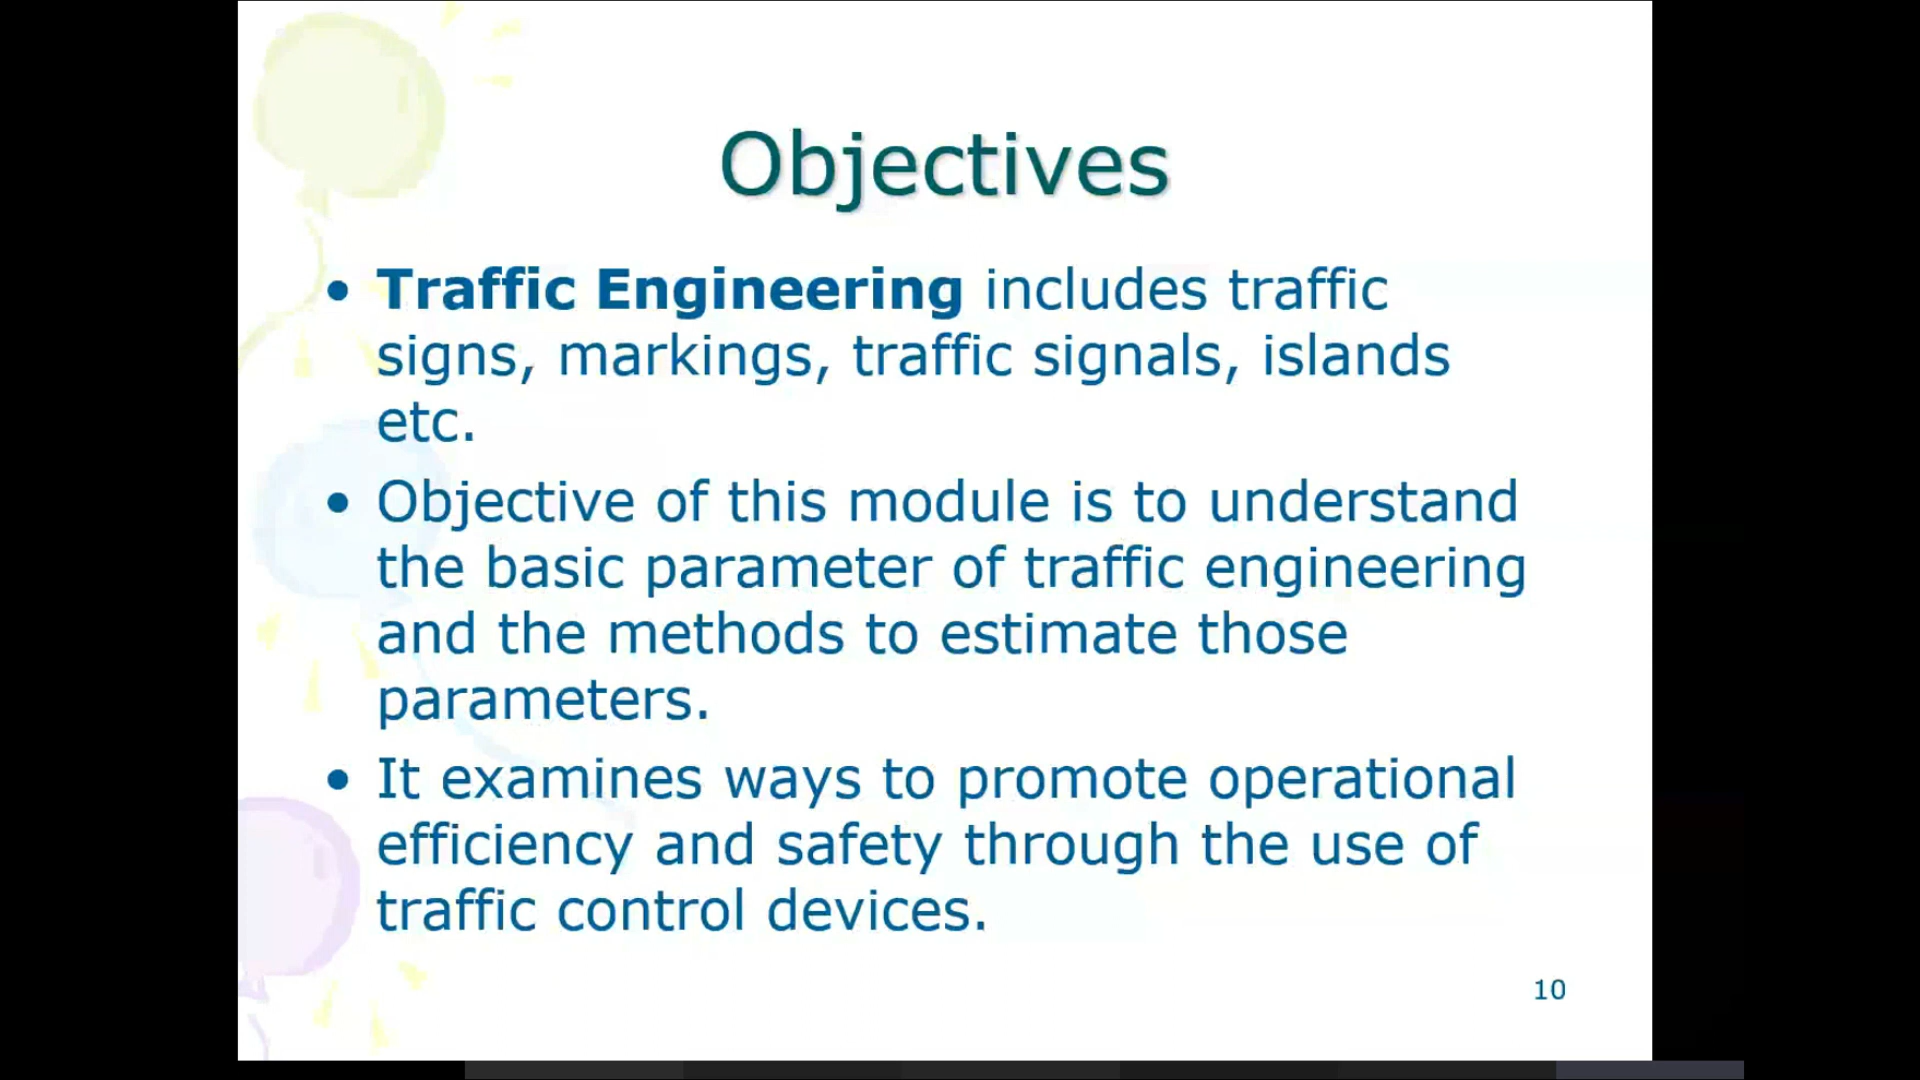 Objectives
• Traffic Engineering includes traffic
signs, markings, traffic signals, islands
etc.
• Objective of this module is to understand
the basic parameter of traffic engineering
and the methods to estimate those
parameters.
• It examines ways to promote operational
efficiency and safety through the use of
traffic control devices.
10